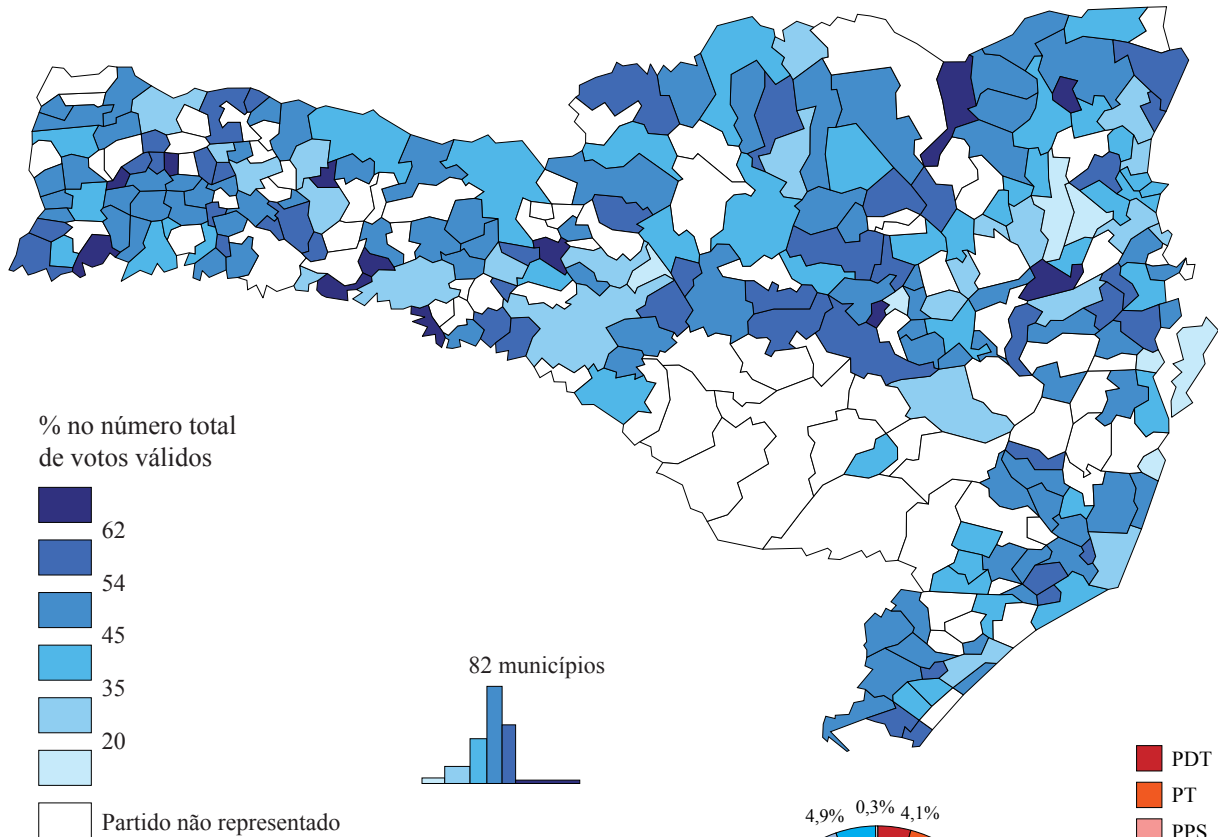 % no número total
de votos válidos
62
54
45
35
20
Partido não representado
82 municípios
4,9% 0,3% 4,1%
PDT
PT
PPS